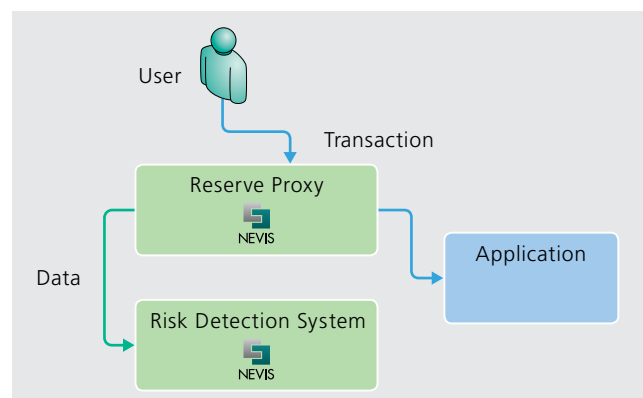 User
Transaction
Reserve Proxy
NEVIS
Application
Data
Risk Detection System
NEVIS